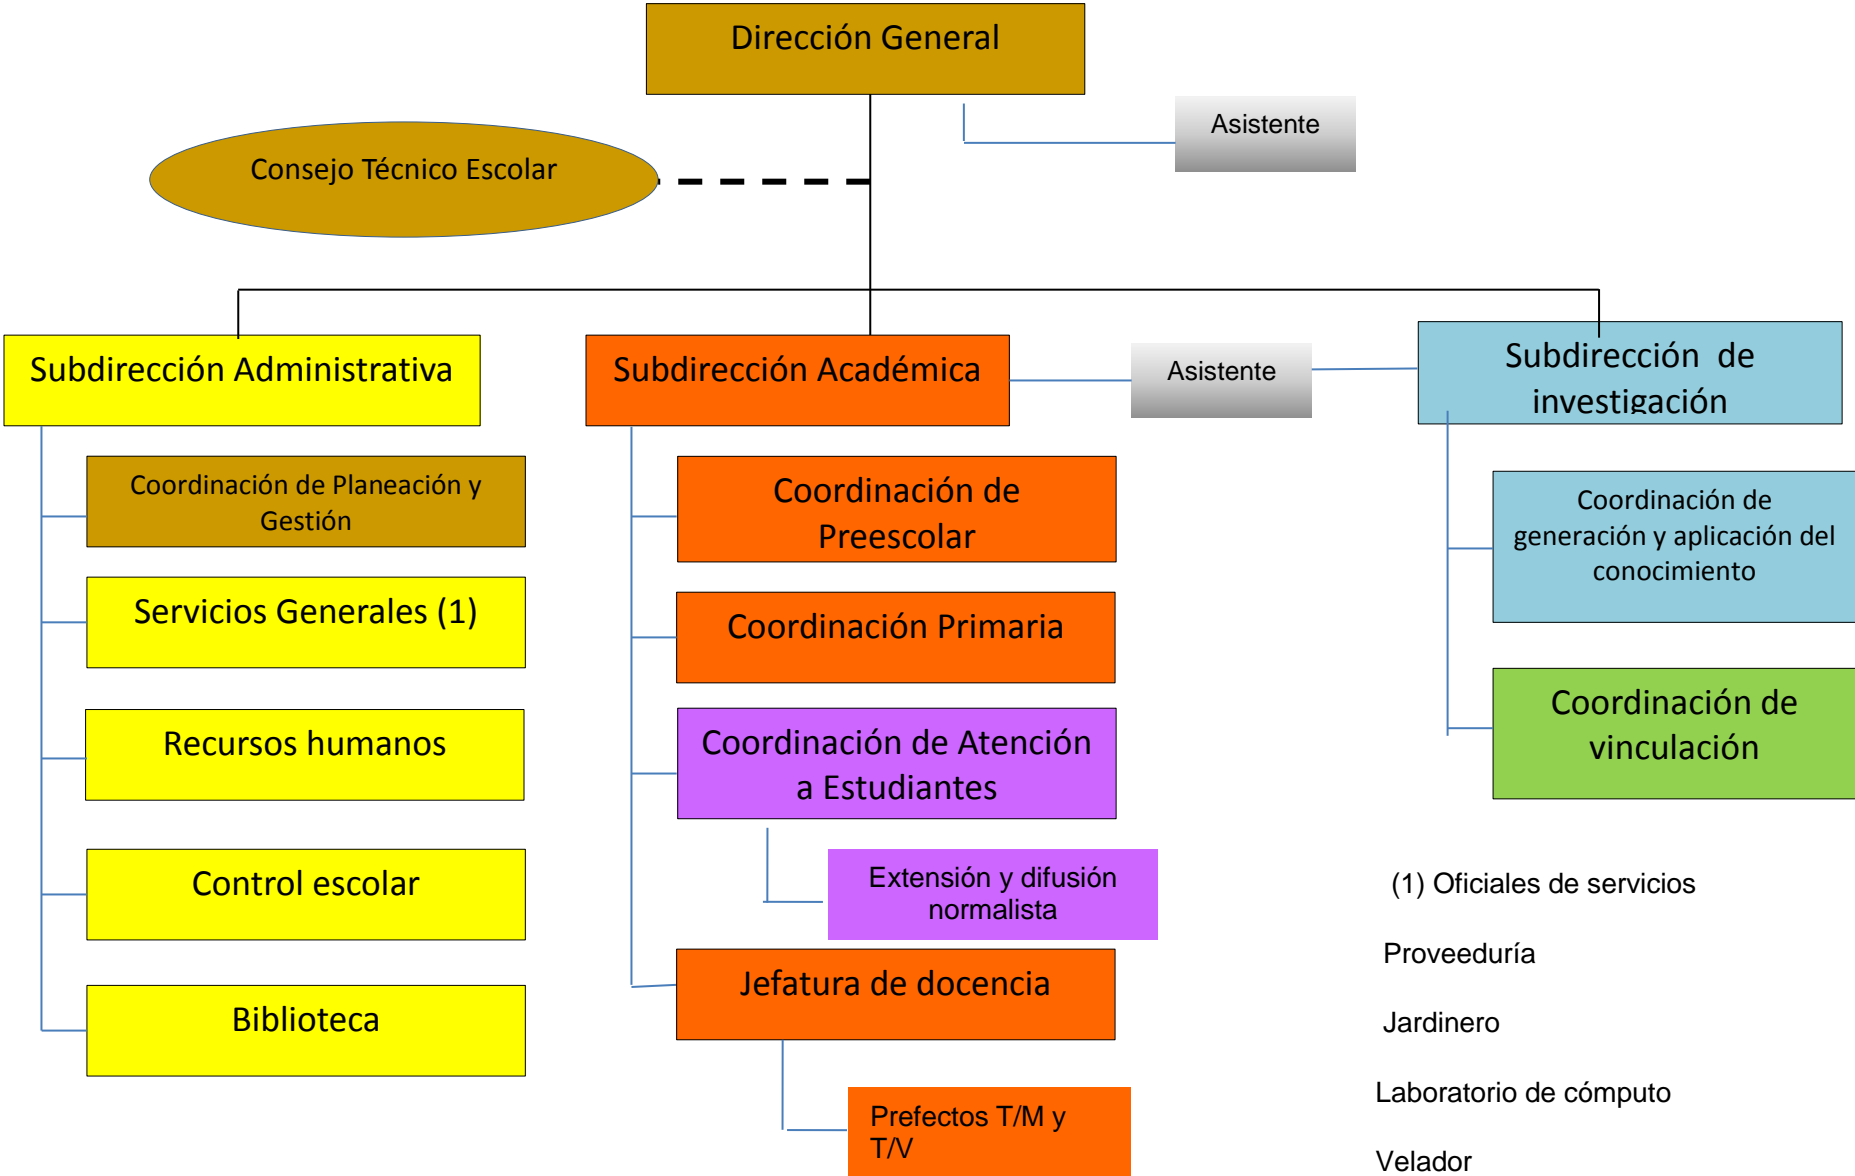 Dirección General
Asistente
Consejo Técnico Escolar
Subdirección Administrativa
Subdirección Académica
Asistente
Subdirección de
investigación
Coordinación de Planeación y
Gestión
Servicios Generales (1)
Recursos humanos
Control escolar
Biblioteca
Coordinación de
Preescolar
Coordinación Primaria
Coordinación de Atención
a Estudiantes
Extensión y difusión
normalista
Jefatura de docencia
Prefectos T/M y
T/V
Coordinación de
generación y aplicación del
conocimiento
Coordinación de
vinculación
(1) Oficiales de servicios
Proveeduría
Jardinero
Laboratorio de cómputo
Velador